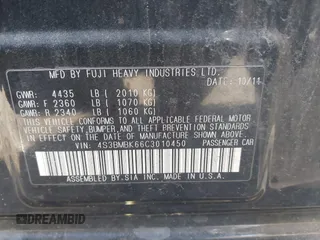 MFD BY FUJI HEAVY INDUSTRIES.LTD.
DATE: 10/11
GVWR: 4435 LB ( 2010 KG)
GAWR: F 2360 LB ( 1070 KG)
GAWR: R 2340 LB ( 1060 KG)
THIS VEHICLE CONFORMS TO ALL APPLICABLE FEDERAL MOTOR
VEHICLE SAFETY, BUMPER, AND THEFT PREVENTION STANDARDS
IN EFFECT ON THE DATE OF MANUFACTURE SHOWN ABOVE.
VIN: 4S3BMBK66C3010450 PASSENGER CAR
ASSEMBLED BY:SIA INC. MADE IN U.S.A.
IDREAMBID